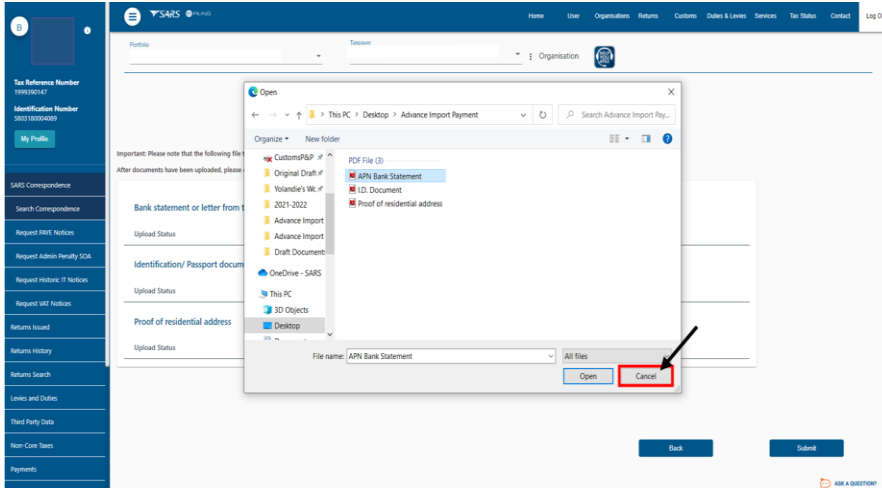 SARS eFILING
Home User Organisations Returns Customs Duties & Levies Services Tax Status Contact Log O
B
Portfolio
Taxpayer
Organisation
Tax Reference Number
1999390147
Identification Number
5803180004089
My Profile
SARS Correspondence
Search Correspondence
Request PAYE Notices
Request Admin Penalty SOA
Request Historic IT Notices
Request VAT Notices
Returns Issued
Returns History
Returns Search
Levies and Duties
Third Party Data
Non-Core Taxes
Payments
Important: Please note that the following file t
After documents have been uploaded, please
Bank statement or letter from t
Upload Status
Identification/ Passport docum
Upload Status
Proof of residential address
Upload Status
Open
This PC > Desktop > Advance Import Payment
Search Advance Import Pay...
Organize
New folder
CustomsP&P
Original Draft
Yolandie's Wc
2021-2022
Advance Import
Advance Import
Draft Document
OneDrive - SARS
This PC
3D Objects
Desktop
PDF File (3)
APN Bank Statement
I.D. Document
Proof of residential address
File name: APN Bank Statement
All files
Open
Cancel
Back
Submit
ASK A QUESTION?